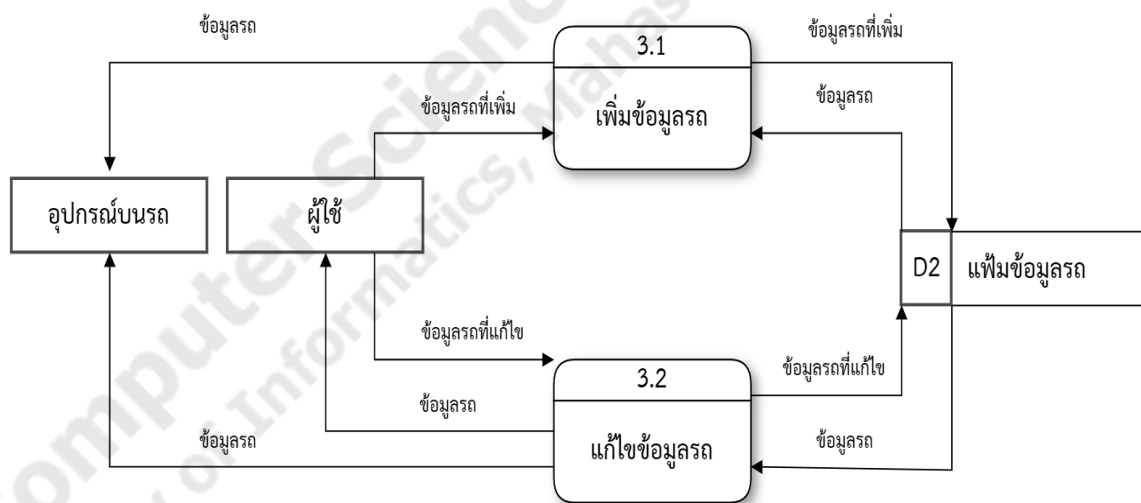 ข้อมูลรถ
3.1
ข้อมูลรถที่เพิ่ม
ข้อมูลรถที่เพิ่ม
เพิ่มข้อมูลรถ
ข้อมูลรถ
อุปกรณ์บนรถ
ผู้ใช้
D2
แฟ้มข้อมูลรถ
ข้อมูลรถที่แก้ไข
3.2
ข้อมูลรถที่แก้ไข
ข้อมูลรถ
ข้อมูลรถ
แก้ไขข้อมูลรถ
ข้อมูลรถ
omputer Scienc
y of Informatics, Mahas